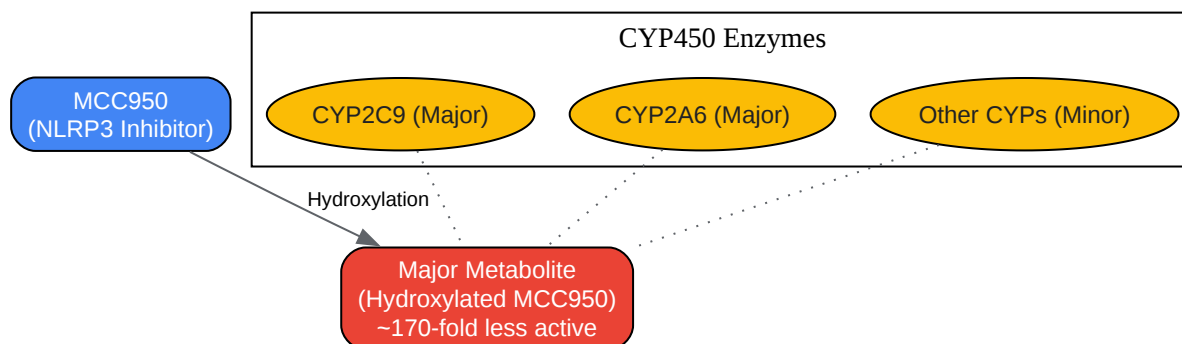 CYP450 Enzymes
MCC950
(NLRP3 Inhibitor)
CYP2C9 (Major)
CYP2A6 (Major)
Other CYPs (Minor)
Hydroxylation
Major Metabolite
(Hydroxylated MCC950)
~170-fold less active